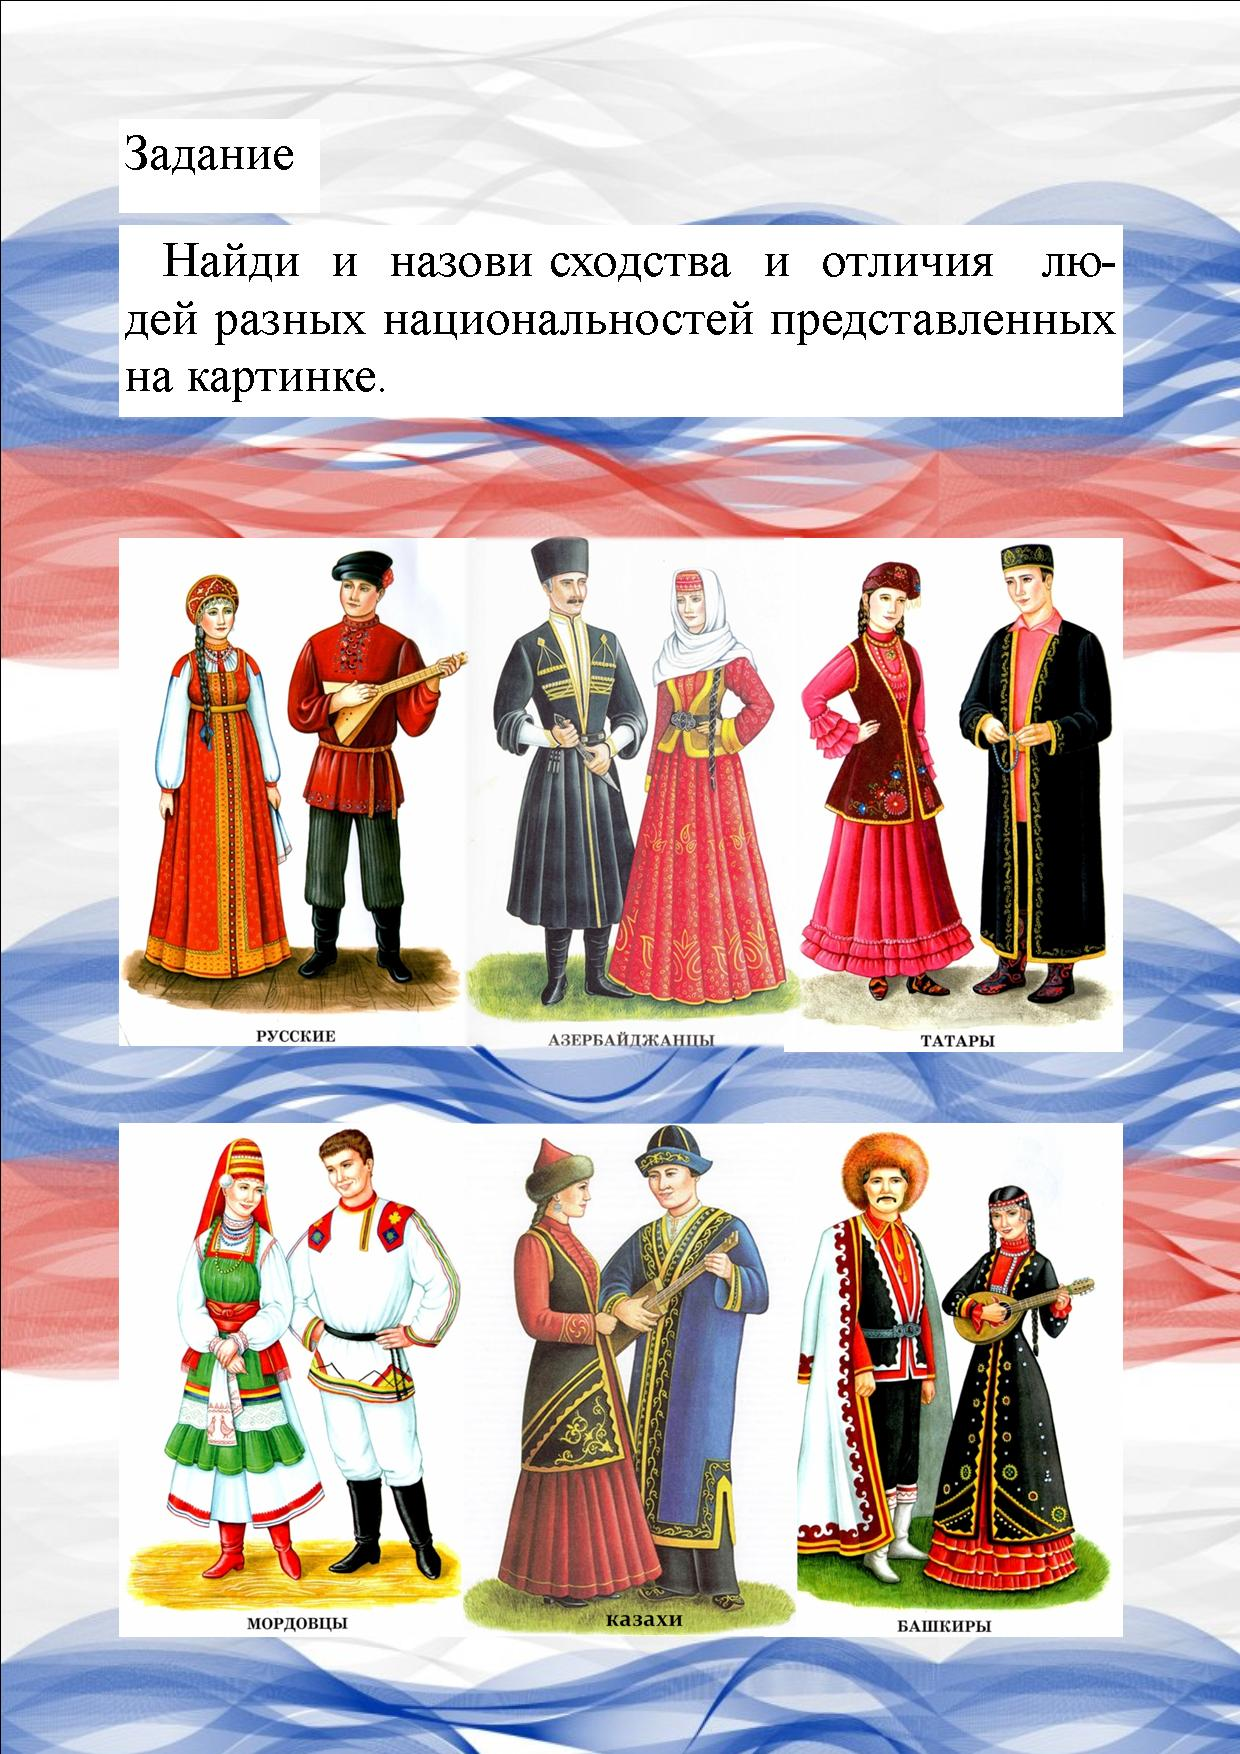 Задание
Найди и назови сходства и отличия лю-
дей разных национальностей представленных
на картинке.
РУССКИЕ
АЗЕРБАЙДЖАНЦЫ
ТАТАРЫ
МОРДОВЦЫ
казахи
БАШКИРЫ